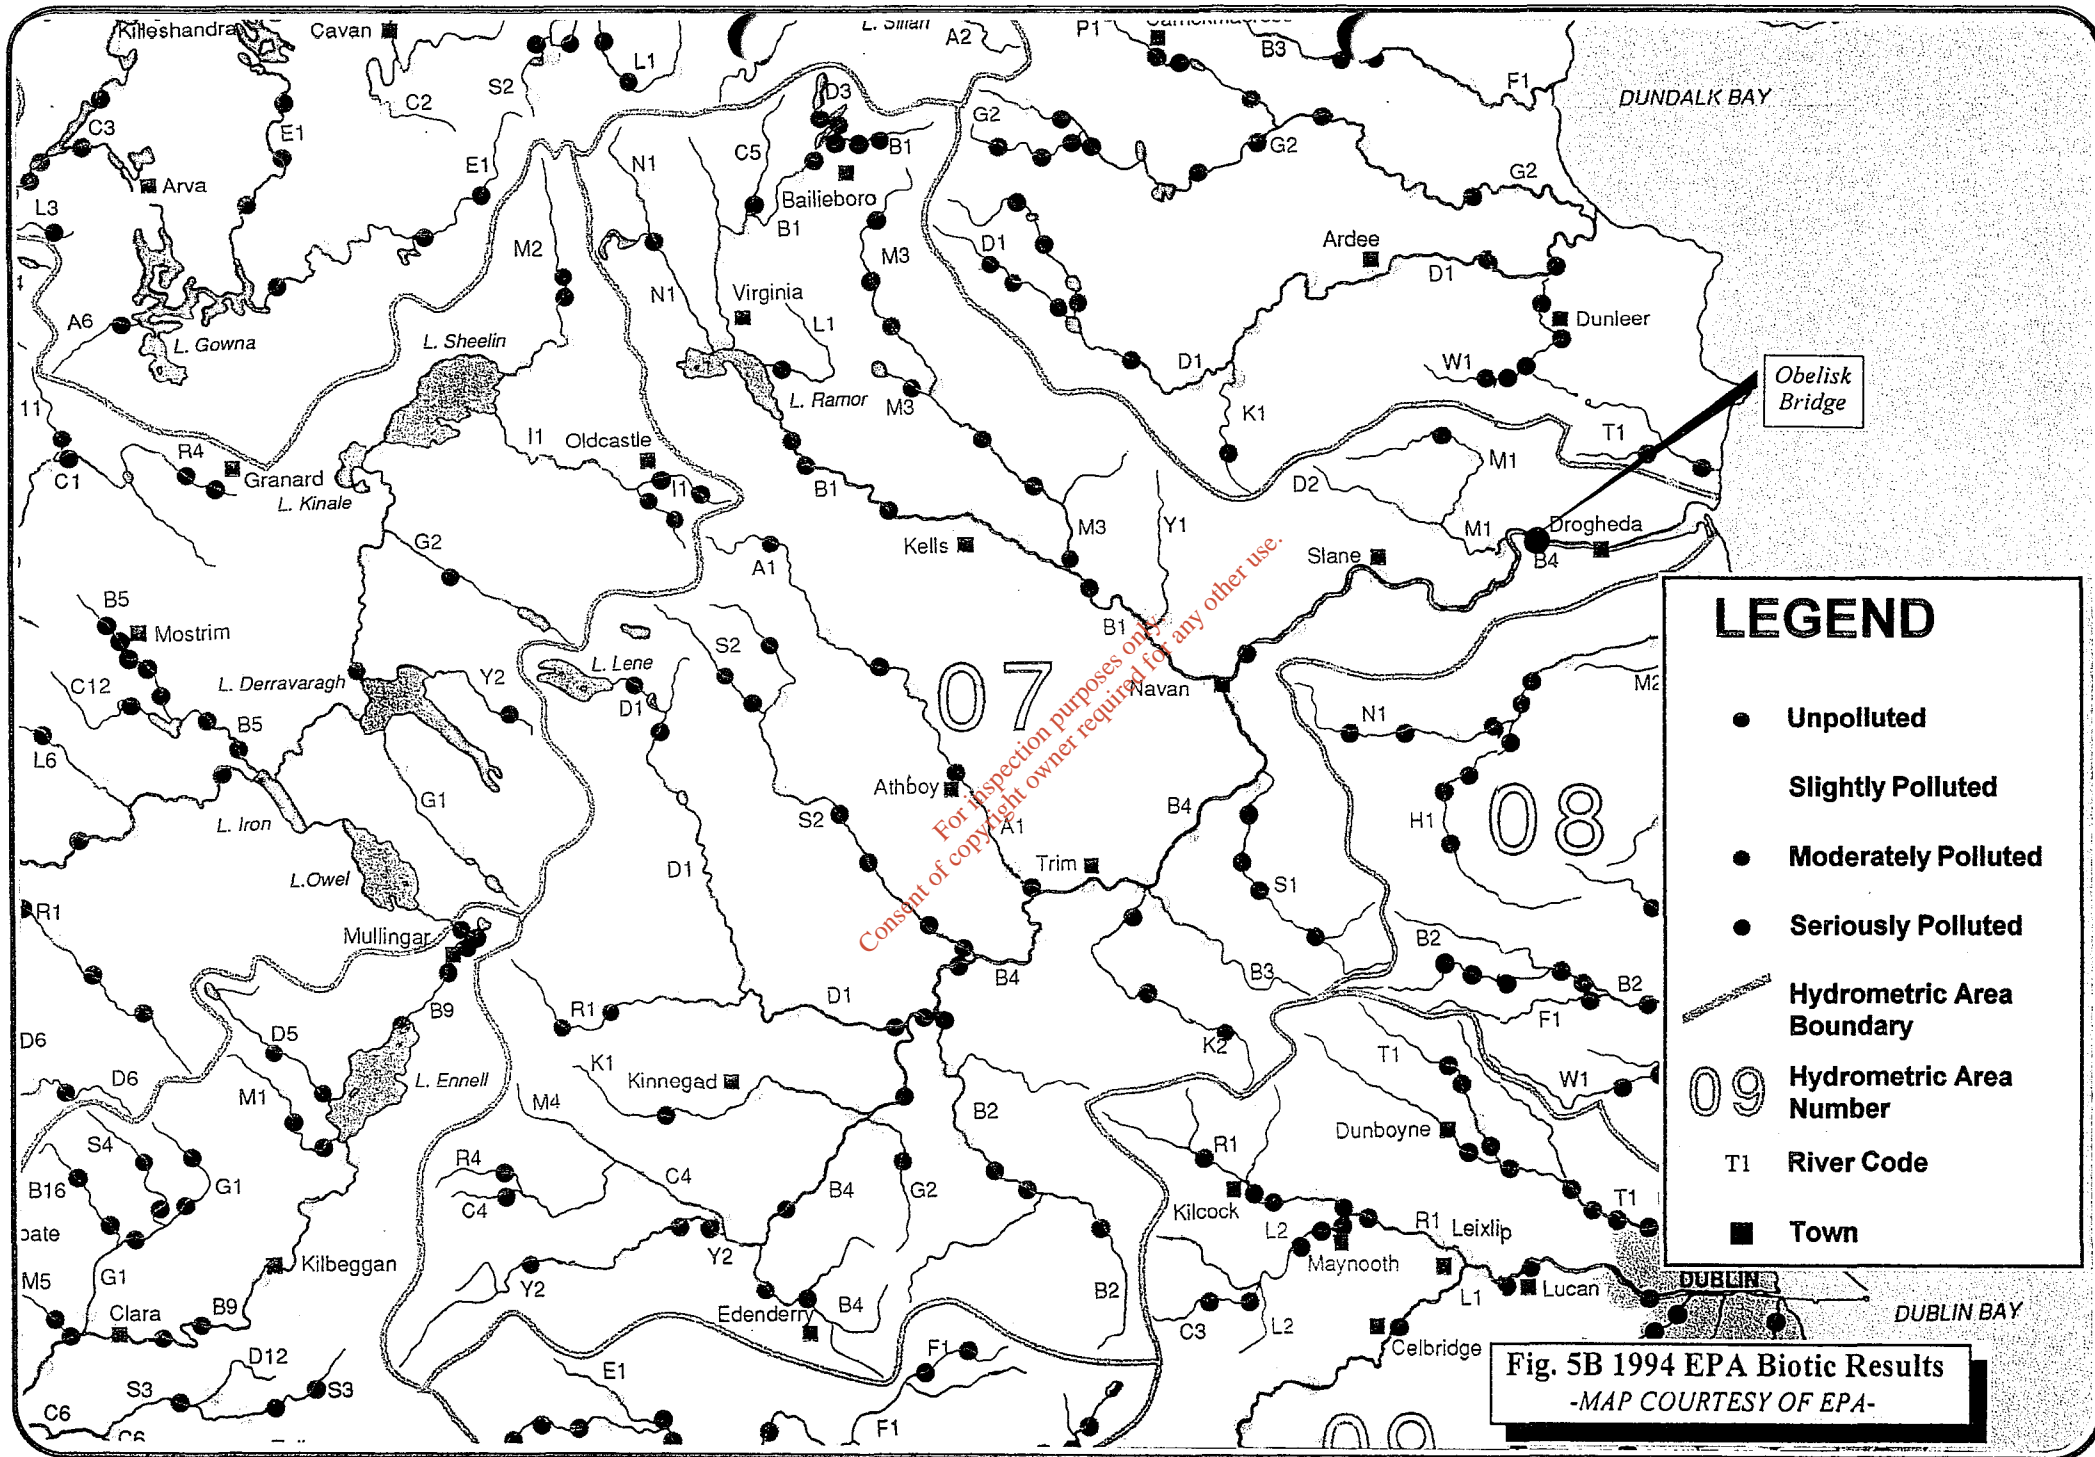 Killeshandra
Cavan
L. Sillan
A2
P1
B3
F1
DUNDALK BAY
L1
S2
C2
C3
E1
D3
G2
B1
C5
N1
E1
Arva
L3
Bailieboro
B1
G2
G2
M2
M3
D1
Ardee
D1
A6
L. Gowna
N1
Virginia
L1
L. Sheelin
Dunleer
D1
W1
L. Ramor
M3
Obelisk
Bridge
K1
11
R4
Granard
C1
L. Kinale
I1
Oldcastle
I1
B1
T1
M1
D2
M1
Drogheda
B4
G2
A1
Kells
M3
Y1
Slane
B5
Mostrim
C12
L. Derravaragh
Y2
L. Lene
D1
S2
07
B1
Navan
For inspection purposes only.
Consent of copyright owner required for any other use.
N1
M2
LEGEND
Unpolluted
Slightly Polluted
Moderately Polluted
Seriously Polluted
Hydrometric Area
Boundary
09
Hydrometric Area
Number
T1
River Code
Town
L6
B5
L. Iron
G1
S2
Athboy
A1
B4
H1
08
L.Owel
D1
Trim
S1
R1
Mullingar
B4
B3
B2
B2
F1
B9
R1
D1
K2
D6
D5
D6
L. Ennell
M1
K1
Kinnegad
M4
B2
T1
W1
Dunboyne
S4
B16
G1
R4
C4
C4
B4
G2
R1
Kilcock
L2
Maynooth
R1
Leixlip
T1
M5
G1
Kilbeggan
Y2
Y2
B2
L1
Lucan
DUBLIN
DUBLIN BAY
Clara
B9
Edenderry
B4
C3
L2
Celbridge
D12
S3
S3
E1
F1
F1
C6
C6
09
Fig. 5B 1994 EPA Biotic Results
-MAP COURTESY OF EPA-